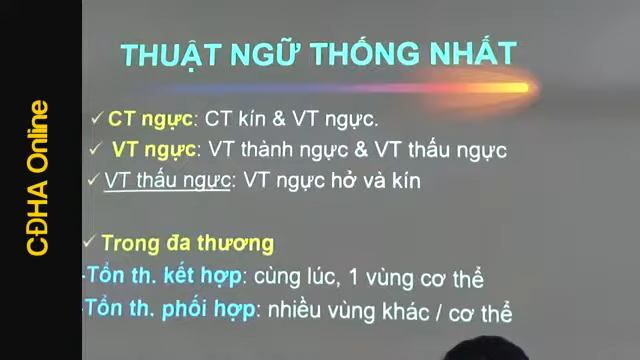 THUẬT NGỮ THỐNG NHẤT
CT ngực: CT kín & VT ngực.
VT ngực: VT thành ngực & VT thấu ngực
VT thấu ngực: VT ngực hở và kín
Trong đa thương
-Tổn th. kết hợp: cùng lúc, 1 vùng cơ thể
-Tổn th. phối hợp: nhiều vùng khác / cơ thể
CĐHA Online